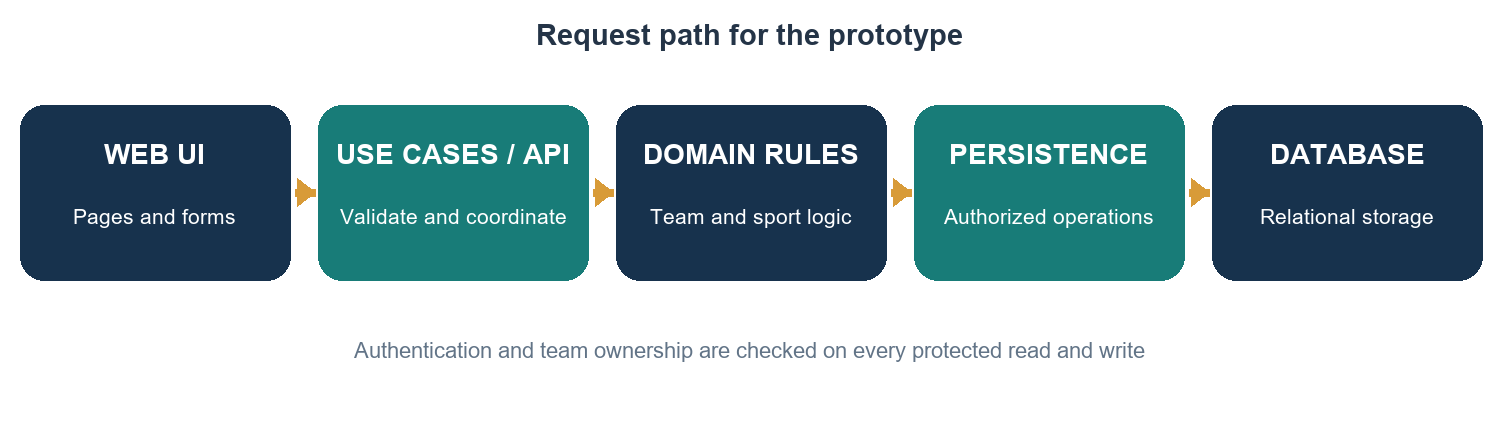 Request path for the prototype
WEB UI
Pages and forms
USE CASES / API
Validate and coordinate
DOMAIN RULES
Team and sport logic
PERSISTENCE
Authorized operations
DATABASE
Relational storage
Authentication and team ownership are checked on every protected read and write